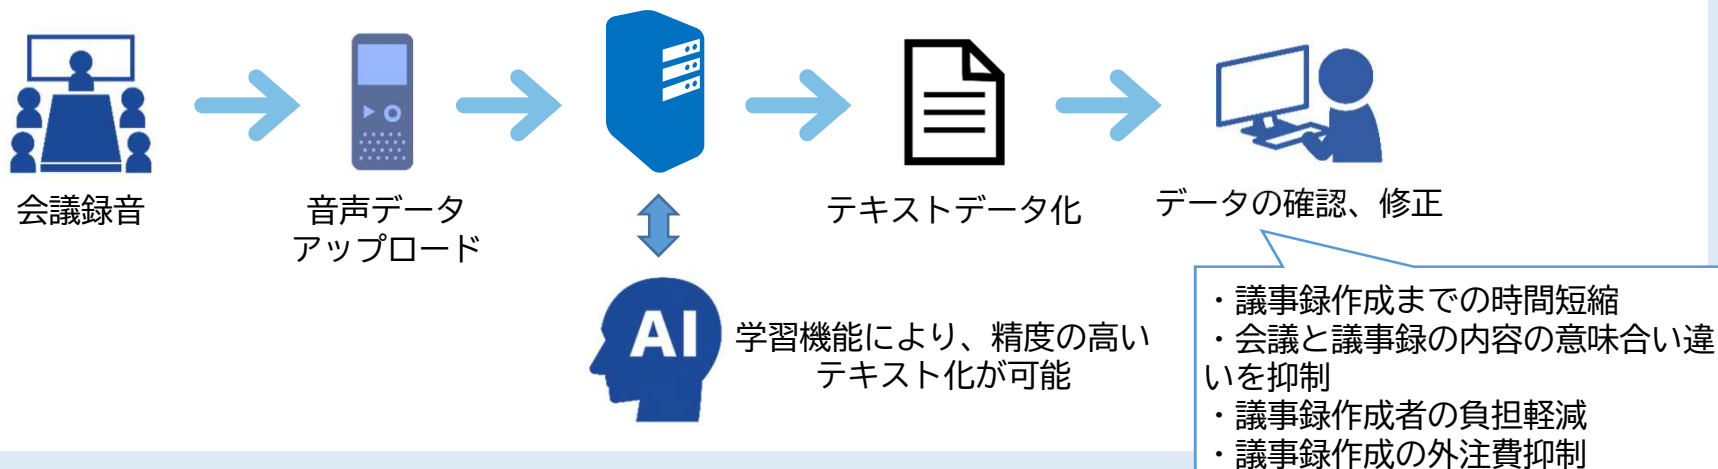 会議録音
音声データ
アップロード
テキストデータ化
データの確認、修正
AI
学習機能により、精度の高い
テキスト化が可能
・議事録作成までの時間短縮
・会議と議事録の内容の意味合い違
いを抑制
・議事録作成者の負担軽減
・議事録作成の外注費抑制